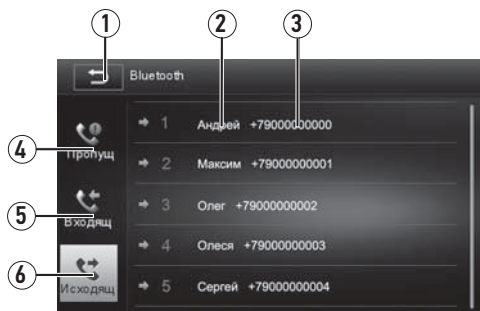 1 2 3
Bluetooth
1 Андрей +79000000000
4
Пропущ
2 Максим +79000000001
5
Входящ
3 Олег +79000000002
4 Олеся +79000000003
6
Исходящ
5 Сергей +79000000004